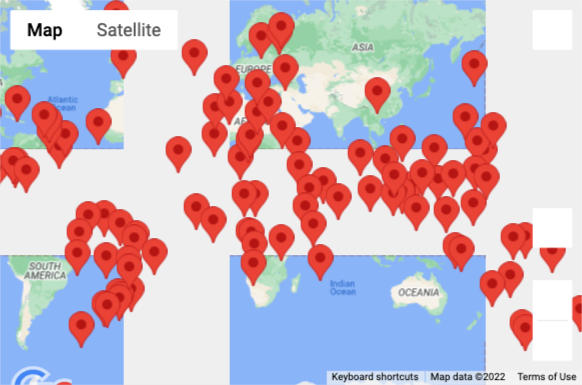 Map Satellite
ASIA
EUROPE
Atlantic
Ocean
AF
SOUTH
AMERICA
Indian
Ocean
OCEANIA
Keyboard shortcuts Map data ©2022 Terms of Use